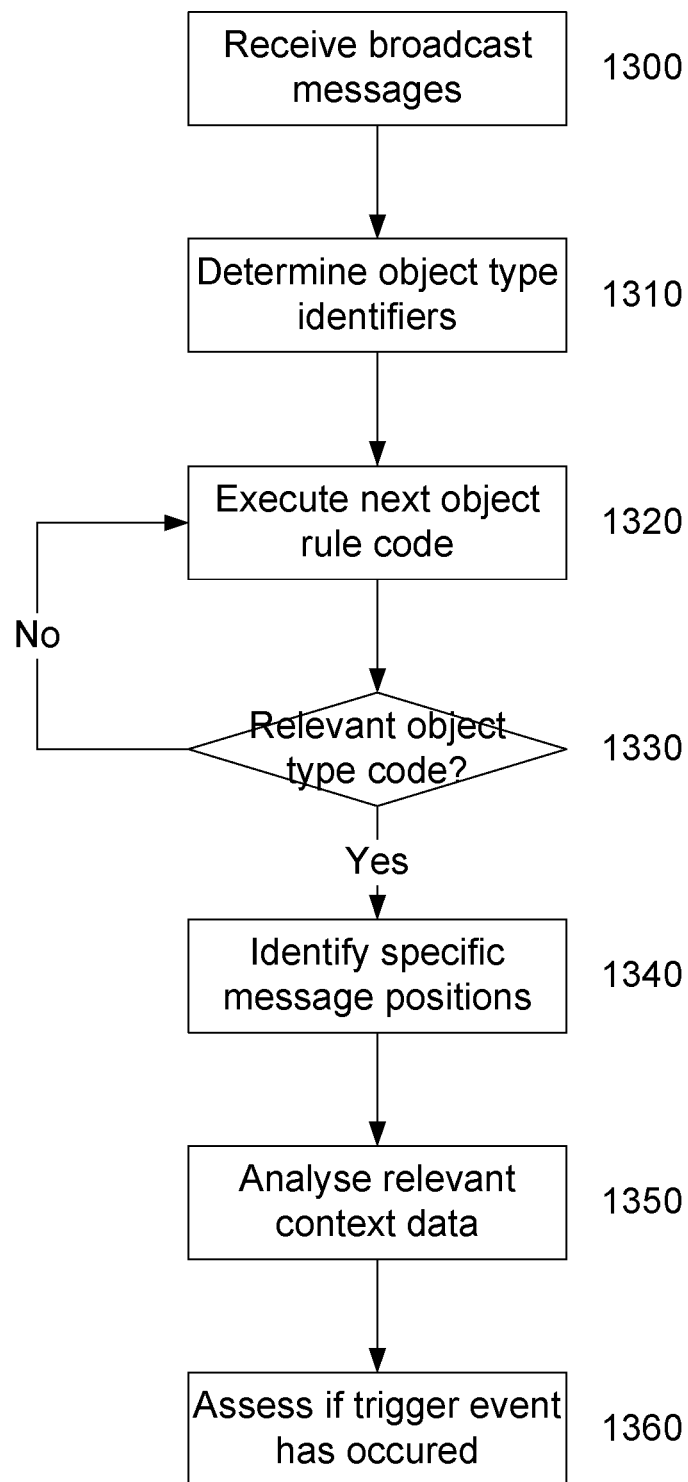 Receive broadcast
messages
1300
Determine object type
identifiers
1310
Execute next object
rule code
1320
No
Relevant object
type code?
1330
Yes
Identify specific
message positions
1340
Analyse relevant
context data
1350
Assess if trigger event
has occured
1360